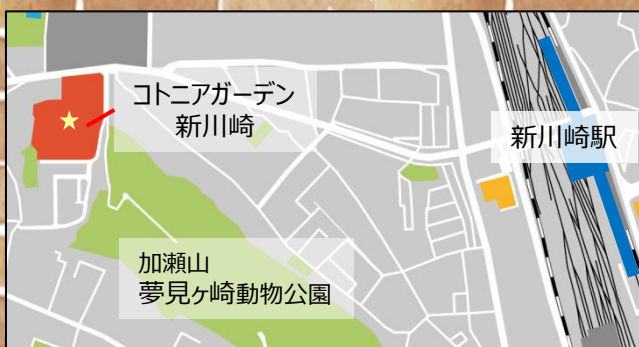 コトニアガーデン
新川崎
新川崎駅
加瀬山
夢見ヶ崎動物公園